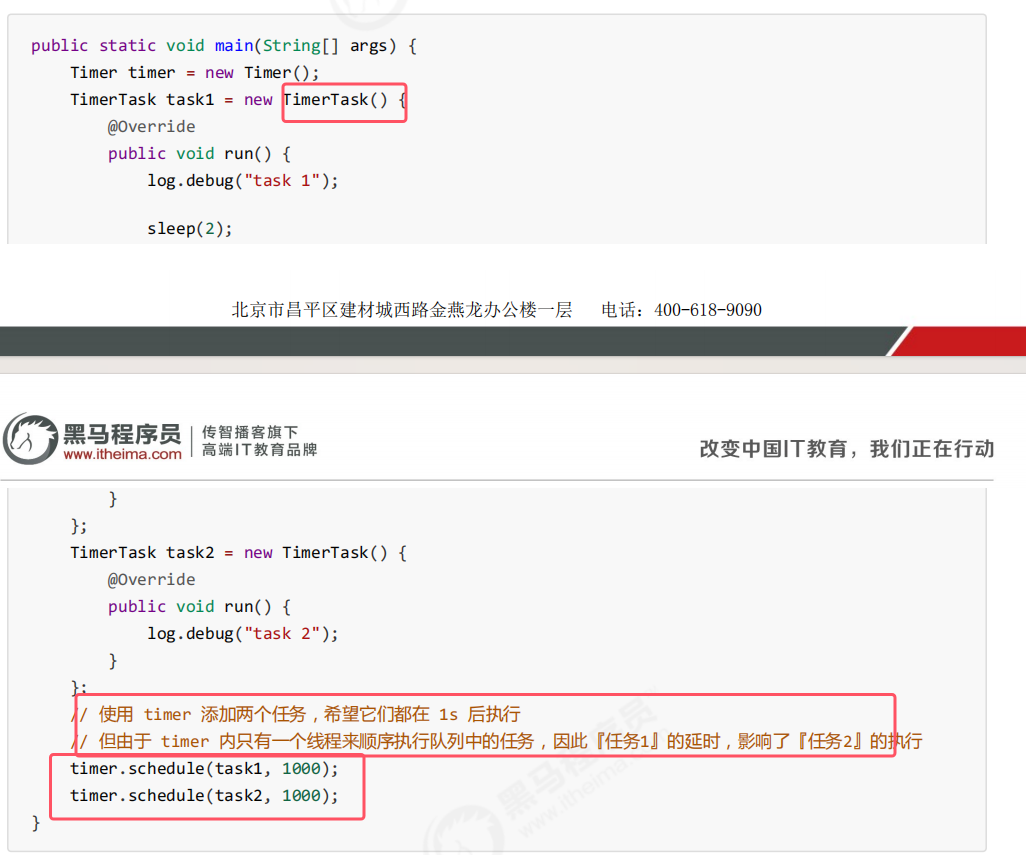 public static void main(String[] args) {
    Timer timer = new Timer();
    TimerTask task1 = new TimerTask() {
        @Override
        public void run() {
            log.debug("task 1");
            sleep(2);
北京市昌平区建材城西路金燕龙办公楼一层    电话：400-618-9090
黑马程序员
www.itheima.com
传智播客旗下
高端IT教育品牌
改变中国IT教育，我们正在行动
        }
    };
    TimerTask task2 = new TimerTask() {
        @Override
        public void run() {
            log.debug("task 2");
        }
    };
    // 使用 timer 添加两个任务，希望它们都在 1s 后执行
    // 但由于 timer 内只有一个线程来顺序执行队列中的任务，因此『任务1』的延时，影响了『任务2』的执行
    timer.schedule(task1, 1000);
    timer.schedule(task2, 1000);
}
黑马程序员
www.itheima.com